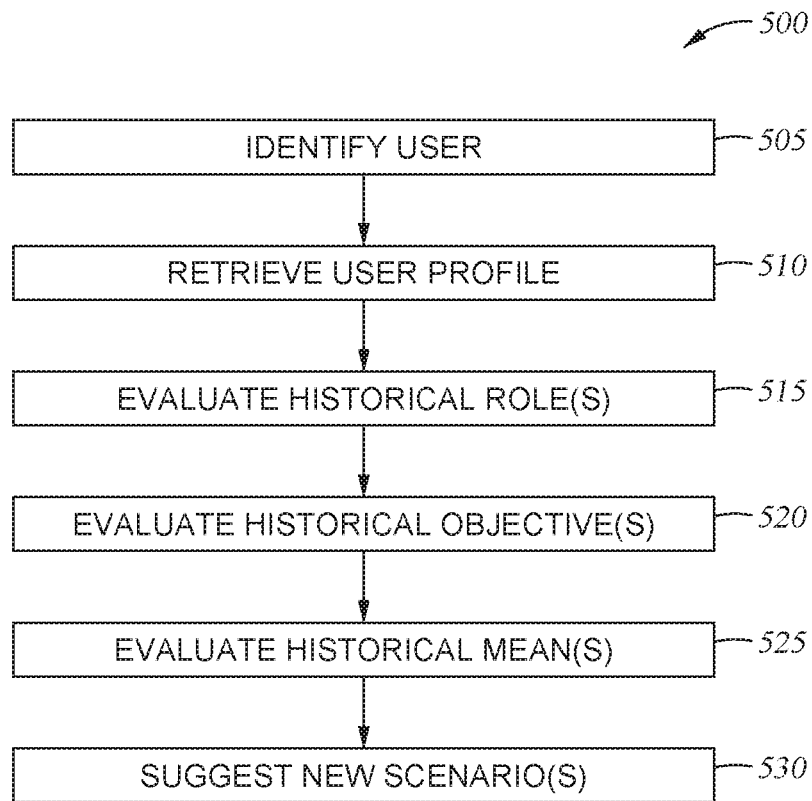 500
IDENTIFY USER 505
RETRIEVE USER PROFILE 510
EVALUATE HISTORICAL ROLE(S) 515
EVALUATE HISTORICAL OBJECTIVE(S) 520
EVALUATE HISTORICAL MEAN(S) 525
SUGGEST NEW SCENARIO(S) 530